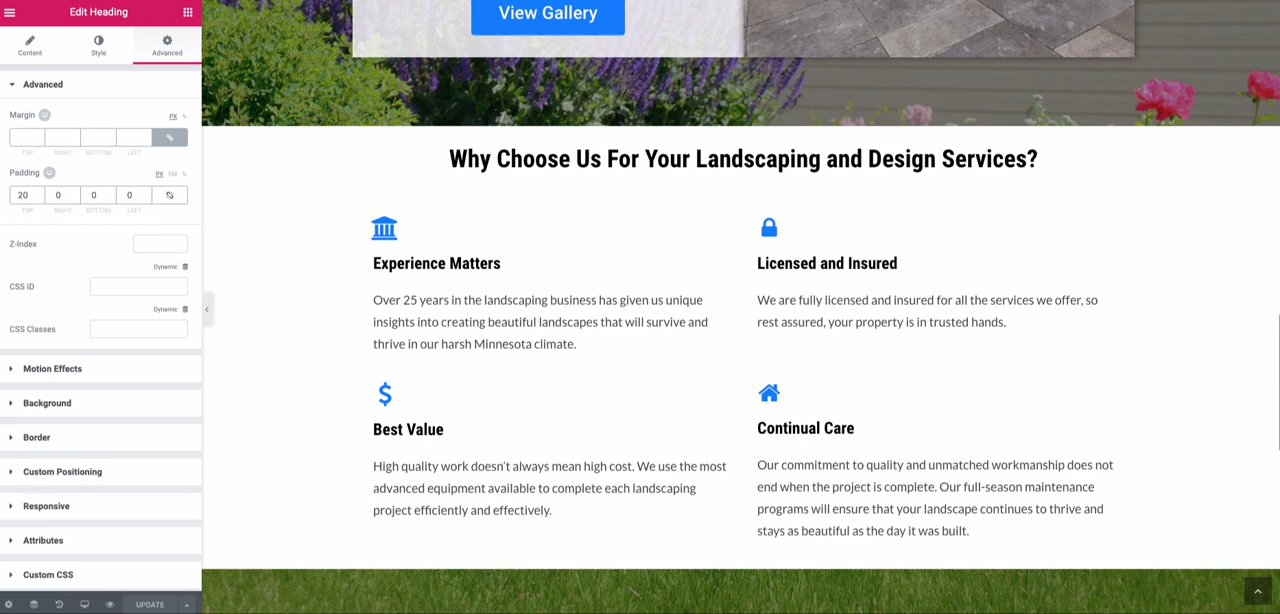 Edit Heading
Content
Style
Advanced
Advanced
Margin
PX %
TOP RIGHT BOTTOM LEFT
Padding
PX EM %
20 0 0 0
TOP RIGHT BOTTOM LEFT
Z-Index
Dynamic
CSS ID
Dynamic
CSS Classes
Motion Effects
Background
Border
Custom Positioning
Responsive
Attributes
Custom CSS
UPDATE
View Gallery
Why Choose Us For Your Landscaping and Design Services?
Experience Matters
Over 25 years in the landscaping business has given us unique
insights into creating beautiful landscapes that will survive and
thrive in our harsh Minnesota climate.
Licensed and Insured
We are fully licensed and insured for all the services we offer, so
rest assured, your property is in trusted hands.
Best Value
High quality work doesn't always mean high cost. We use the most
advanced equipment available to complete each landscaping
project efficiently and effectively.
Continual Care
Our commitment to quality and unmatched workmanship does not
end when the project is complete. Our full-season maintenance
programs will ensure that your landscape continues to thrive and
stays as beautiful as the day it was built.